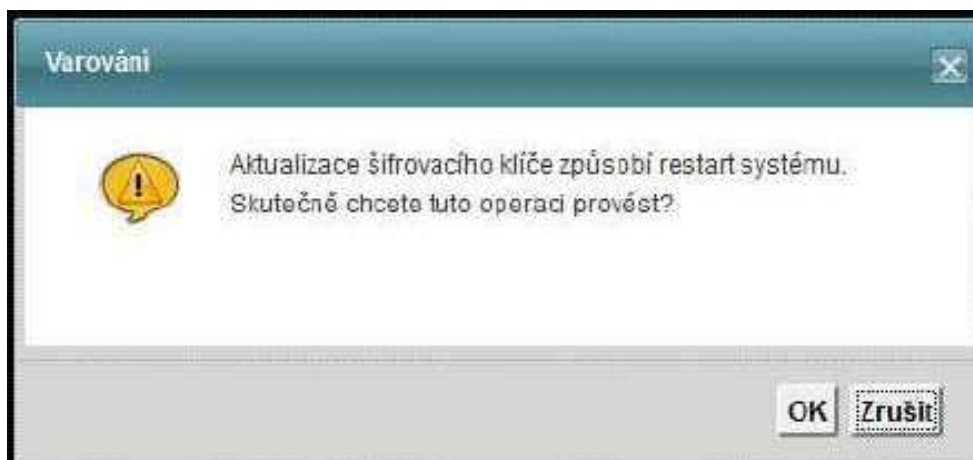 Varování
Aktualizace šifrovacího klíče způsobí restart systému.
Skutečně chcete tuto operaci provést?
OK Zrušit